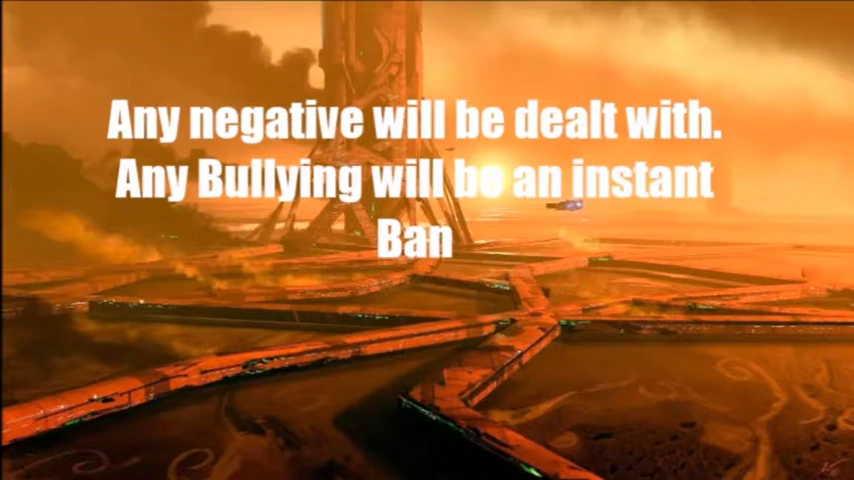 Any negative will be dealt with.
Any Bullying will be an instant
Ban